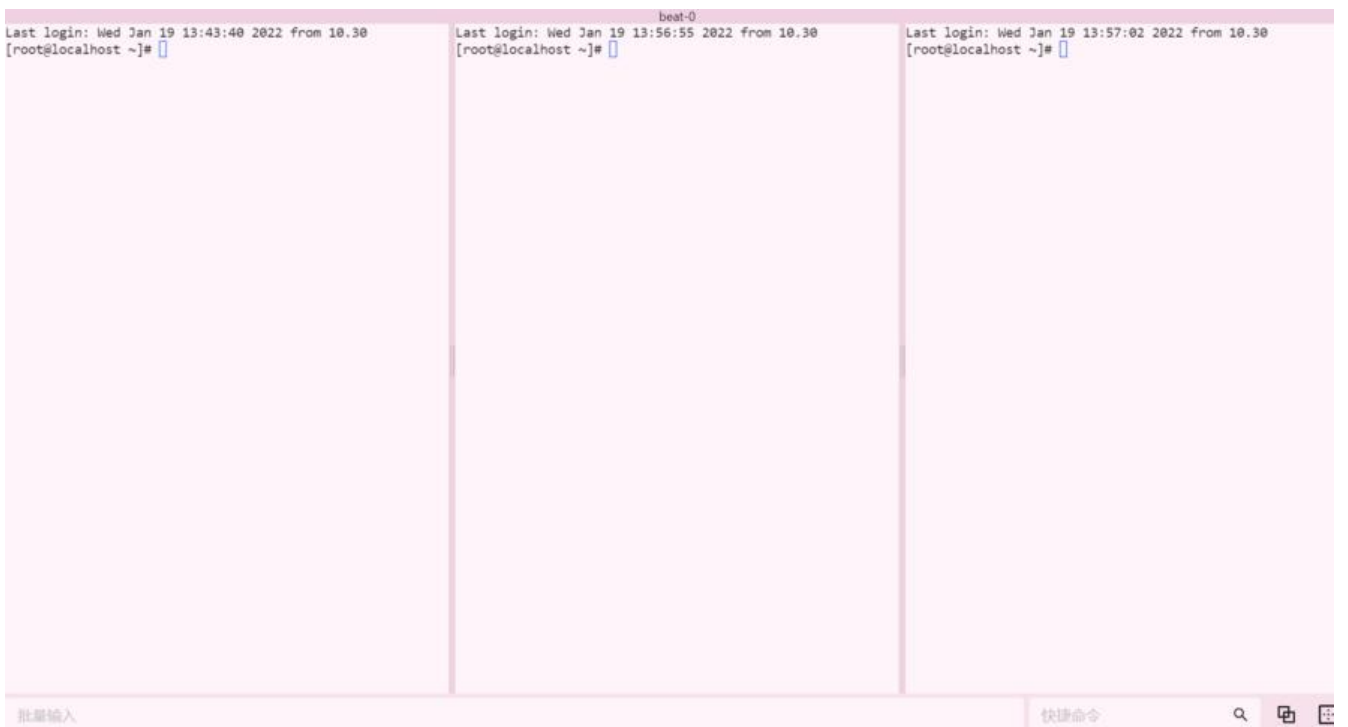 beat-0
Last login: Wed Jan 19 13:43:40 2022 from 10.30
[root@localhost ~]#
Last login: Wed Jan 19 13:56:55 2022 from 10.30
[root@localhost ~]#
Last login: Wed Jan 19 13:57:02 2022 from 10.30
[root@localhost ~]#
批量输入
快捷命令